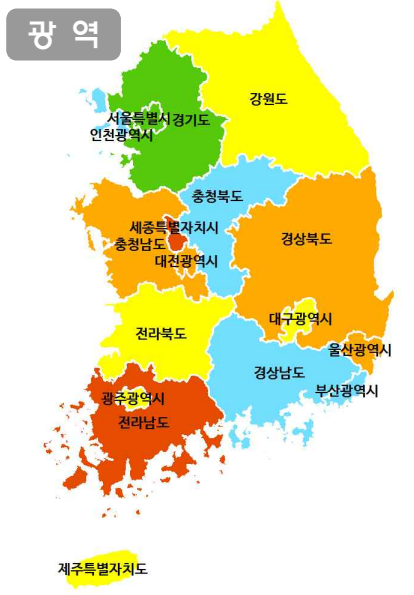 광 역
강원도
서울특별시
경기도
인천광역시
충청북도
세종특별자치시
충청남도
경상북도
대전광역시
대구광역시
전라북도
울산광역시
경상남도
부산광역시
광주광역시
전라남도
제주특별자치도